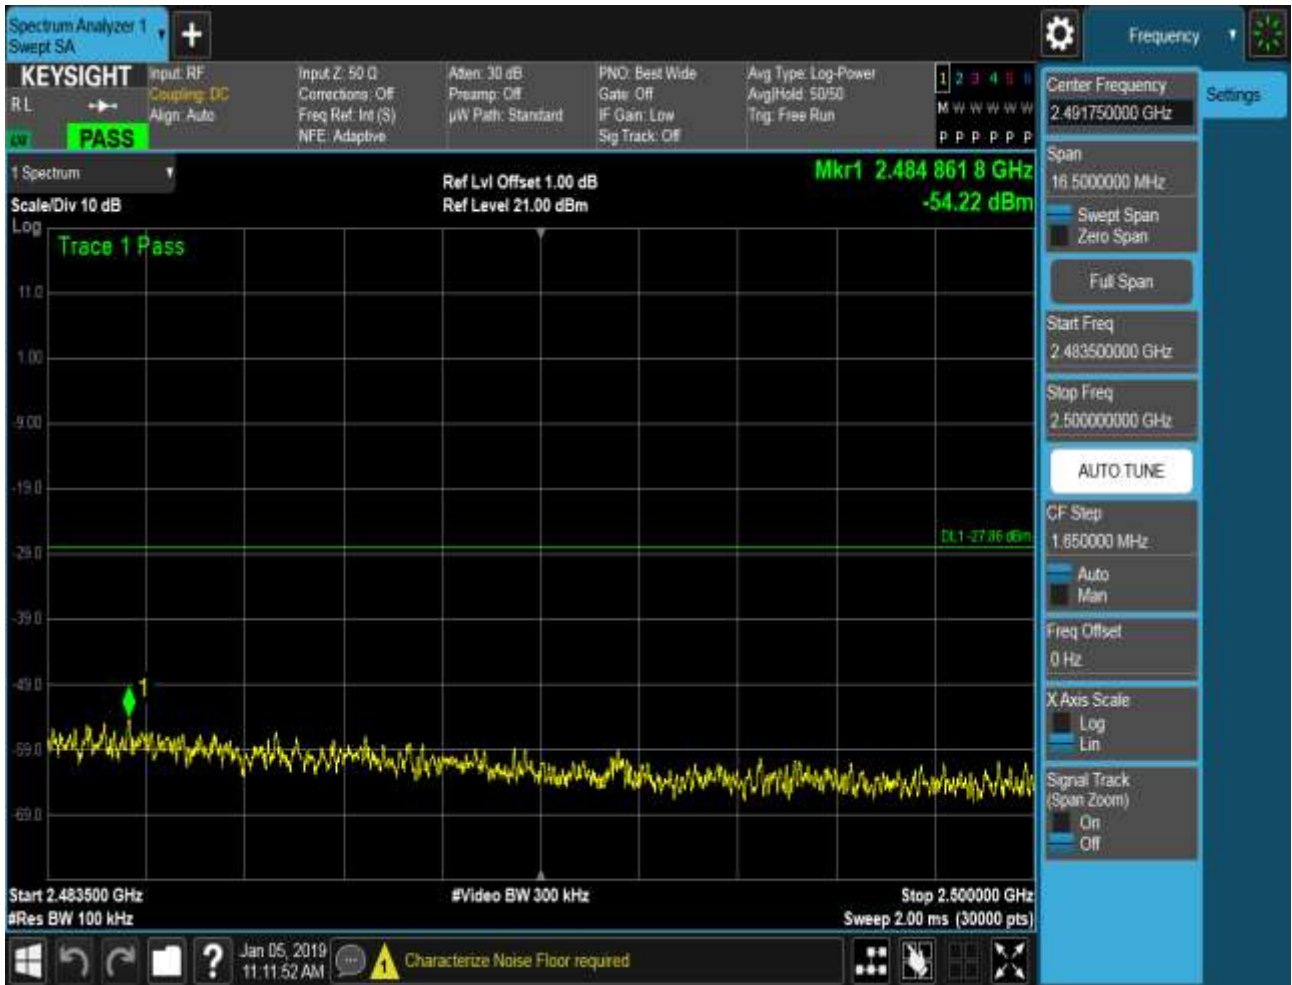 Spectrum Analyzer 1
Swept SA
Frequency
KEYSIGHT
R L
PASS
Input: RF
Coupling: DC
Align: Auto
Input Z: 50 Ω
Corrections: Off
Freq Ref: Int (S)
NFE: Adaptive
Atten: 30 dB
Preamp: Off
µW Path: Standard
PNO: Best Wide
Gate: Off
IF Gain: Low
Sig Track: Off
Avg Type: Log-Power
Avg|Hold: 50/50
Trig: Free Run
1 2 3 4 5 6
M W W W W W
P P P P P P
1 Spectrum
Scale/Div 10 dB
Log
Ref Lvl Offset 1.00 dB
Ref Level 21.00 dBm
Mkr1 2.484 861 8 GHz
-54.22 dBm
Trace 1 Pass
11.0
1.00
-9.00
-19.0
-29.0
-39.0
-49.0
-59.0
-69.0
DL1 -27.86 dBm
1
Start 2.483500 GHz
#Res BW 100 kHz
#Video BW 300 kHz
Stop 2.500000 GHz
Sweep 2.00 ms (30000 pts)
Center Frequency
2.491750000 GHz
Settings
Span
16.5000000 MHz
Swept Span
Zero Span
Full Span
Start Freq
2.483500000 GHz
Stop Freq
2.500000000 GHz
AUTO TUNE
CF Step
1.650000 MHz
Auto
Man
Freq Offset
0 Hz
X Axis Scale
Log
Lin
Signal Track
(Span Zoom)
On
Off
?
Jan 05, 2019
11:11:52 AM
1
Characterize Noise Floor required